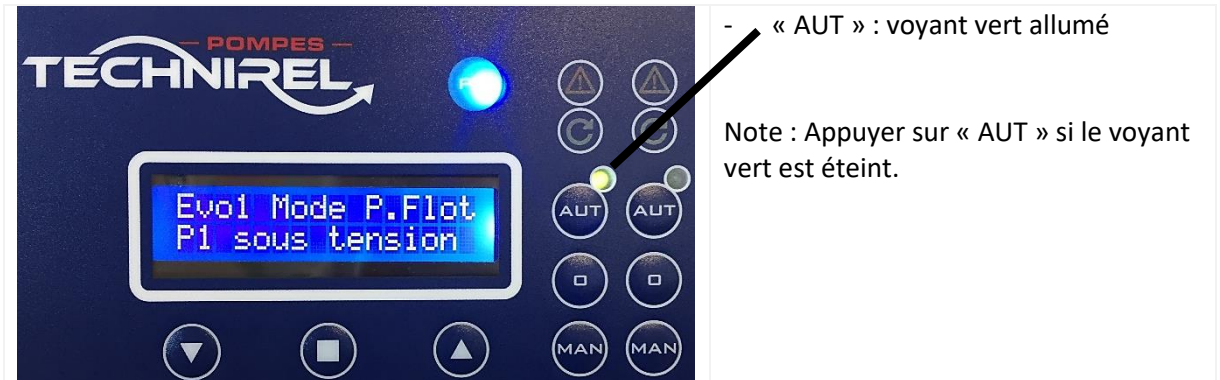 - POMPES -
TECHNIREL
Evo1 Mode P.Flot
P1 sous tension
AUT AUT
MAN MAN
- « AUT » : voyant vert allumé
Note : Appuyer sur « AUT » si le voyant
vert est éteint.